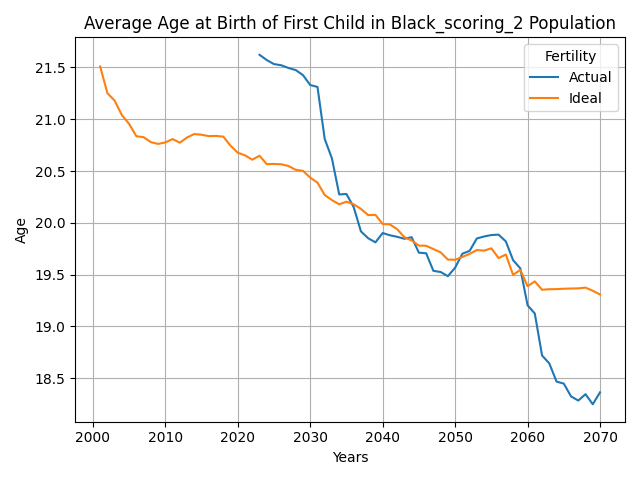 Average Age at Birth of First Child in Black_scoring_2 Population
Fertility
Actual
Ideal
Age
21.5
21.0
20.5
20.0
19.5
19.0
18.5
2000 2010 2020 2030 2040 2050 2060 2070
Years